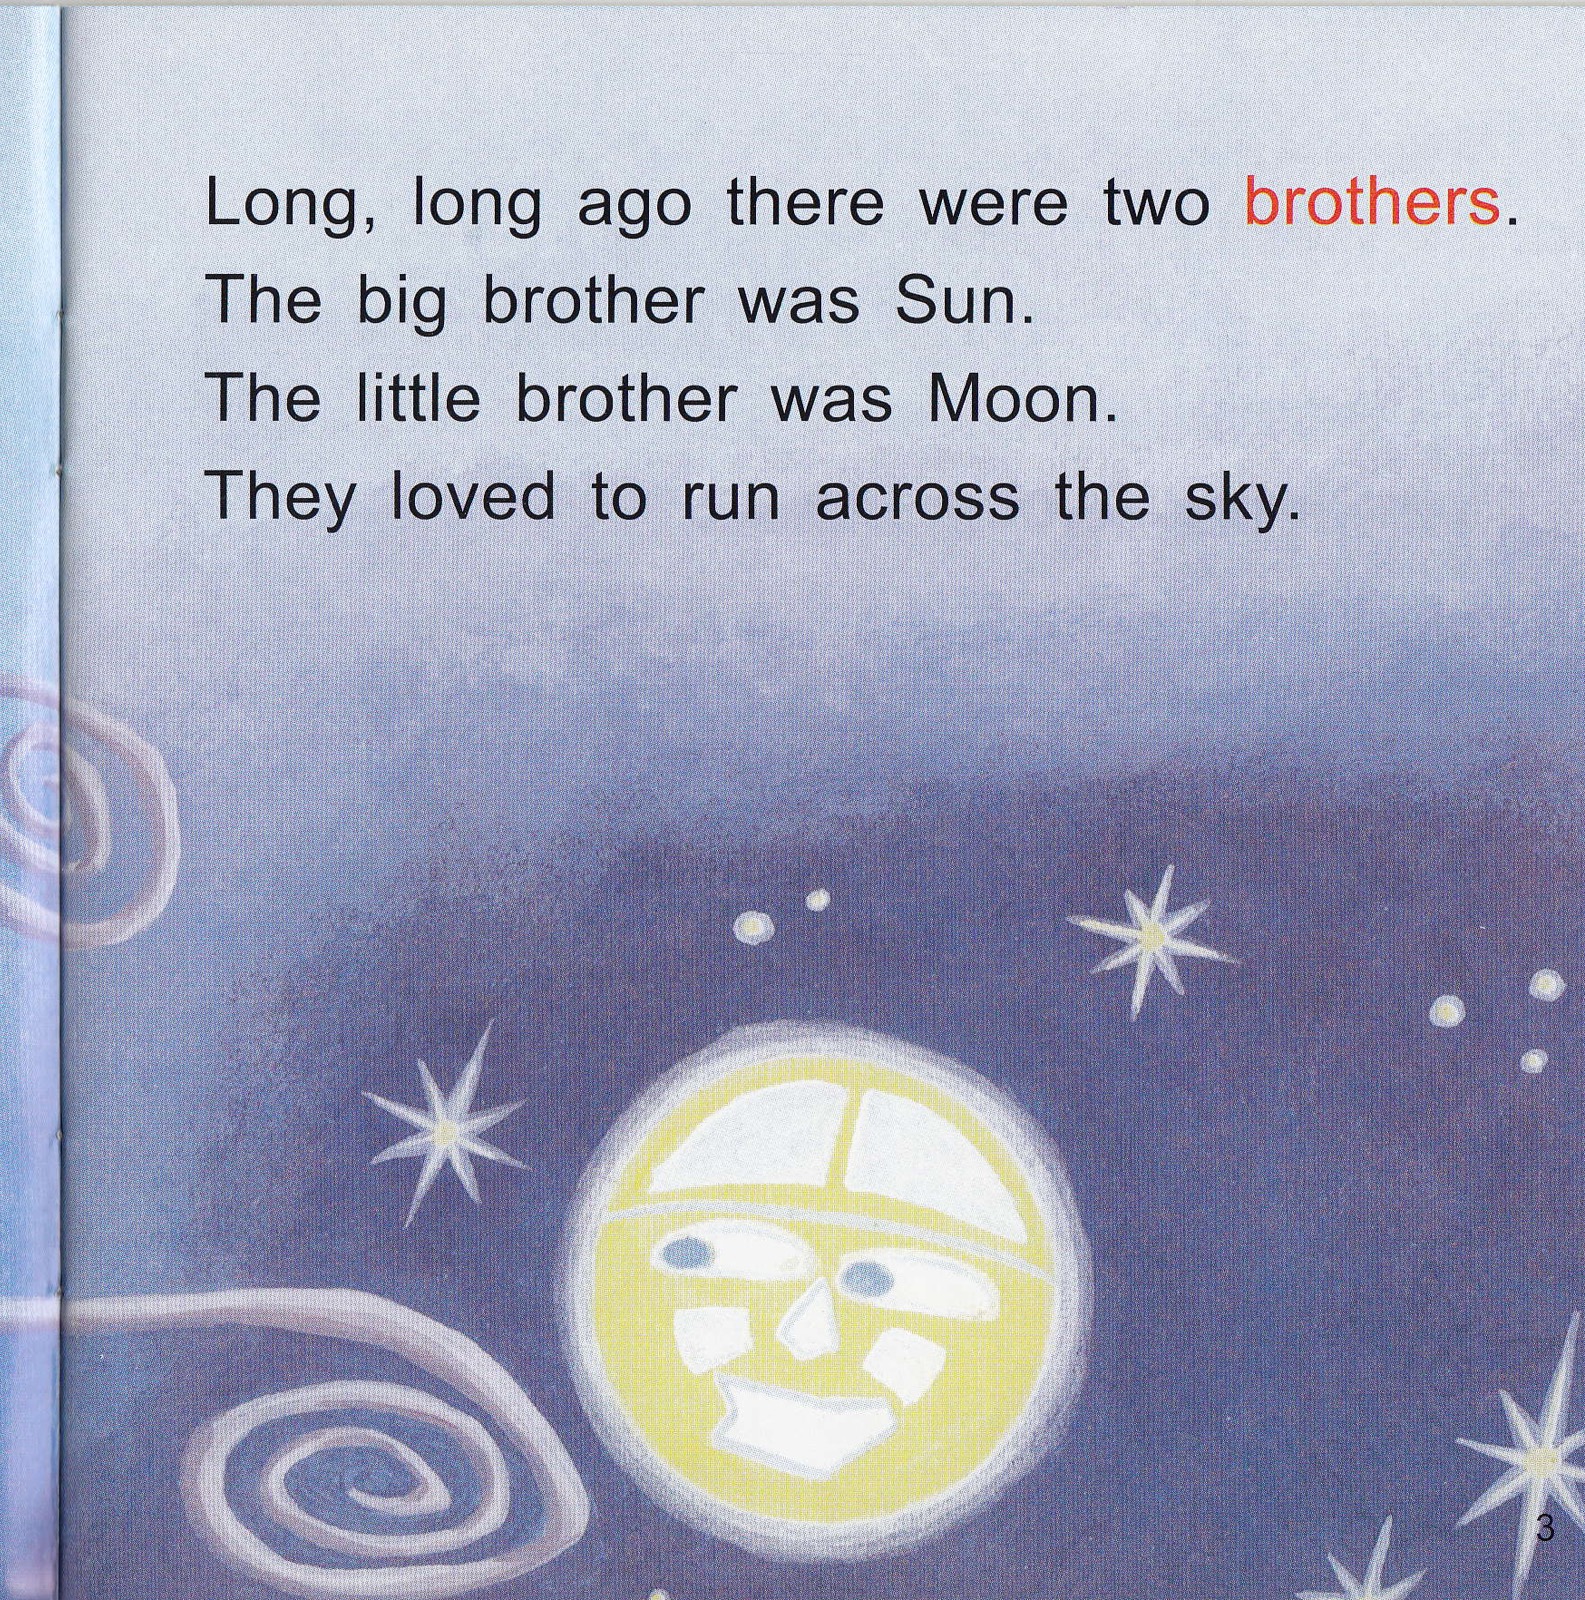 Long, long ago there were two brothers.
The big brother was Sun.
The little brother was Moon.
They loved to run across the sky.
3